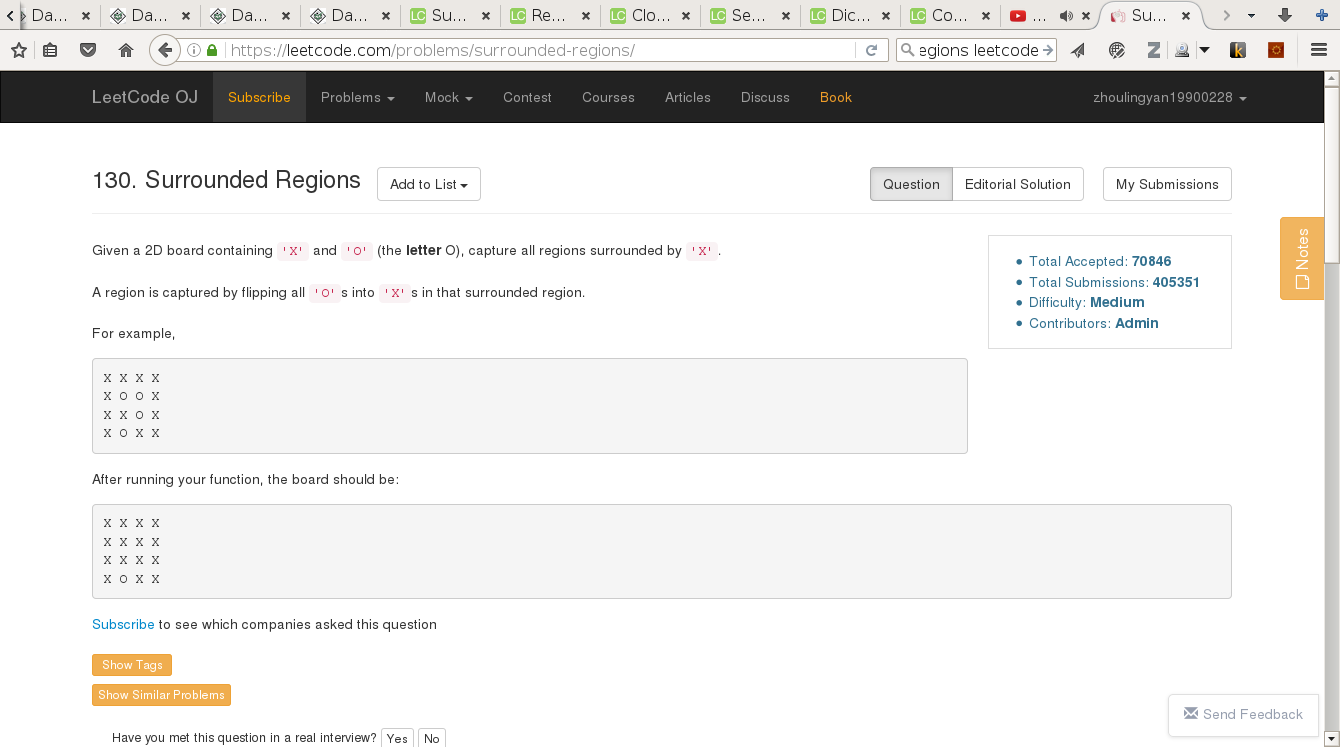 Da... Da... Da... Da... Su... Re... Clo... Se... Dic... Co... ... Su...
https://leetcode.com/problems/surrounded-regions/ egions leetcode
LeetCode OJ Subscribe Problems Mock Contest Courses Articles Discuss Book zhoulingyan19900228
130. Surrounded Regions Add to List Question Editorial Solution My Submissions
Given a 2D board containing 'X' and 'O' (the letter O), capture all regions surrounded by 'X'.
A region is captured by flipping all 'O's into 'X's in that surrounded region.
For example,
X X X X
X O O X
X X O X
X O X X
After running your function, the board should be:
X X X X
X X X X
X X X X
X O X X
Subscribe to see which companies asked this question
Show Tags
Show Similar Problems
Have you met this question in a real interview? Yes No
Total Accepted: 70846
Total Submissions: 405351
Difficulty: Medium
Contributors: Admin
Notes
Send Feedback